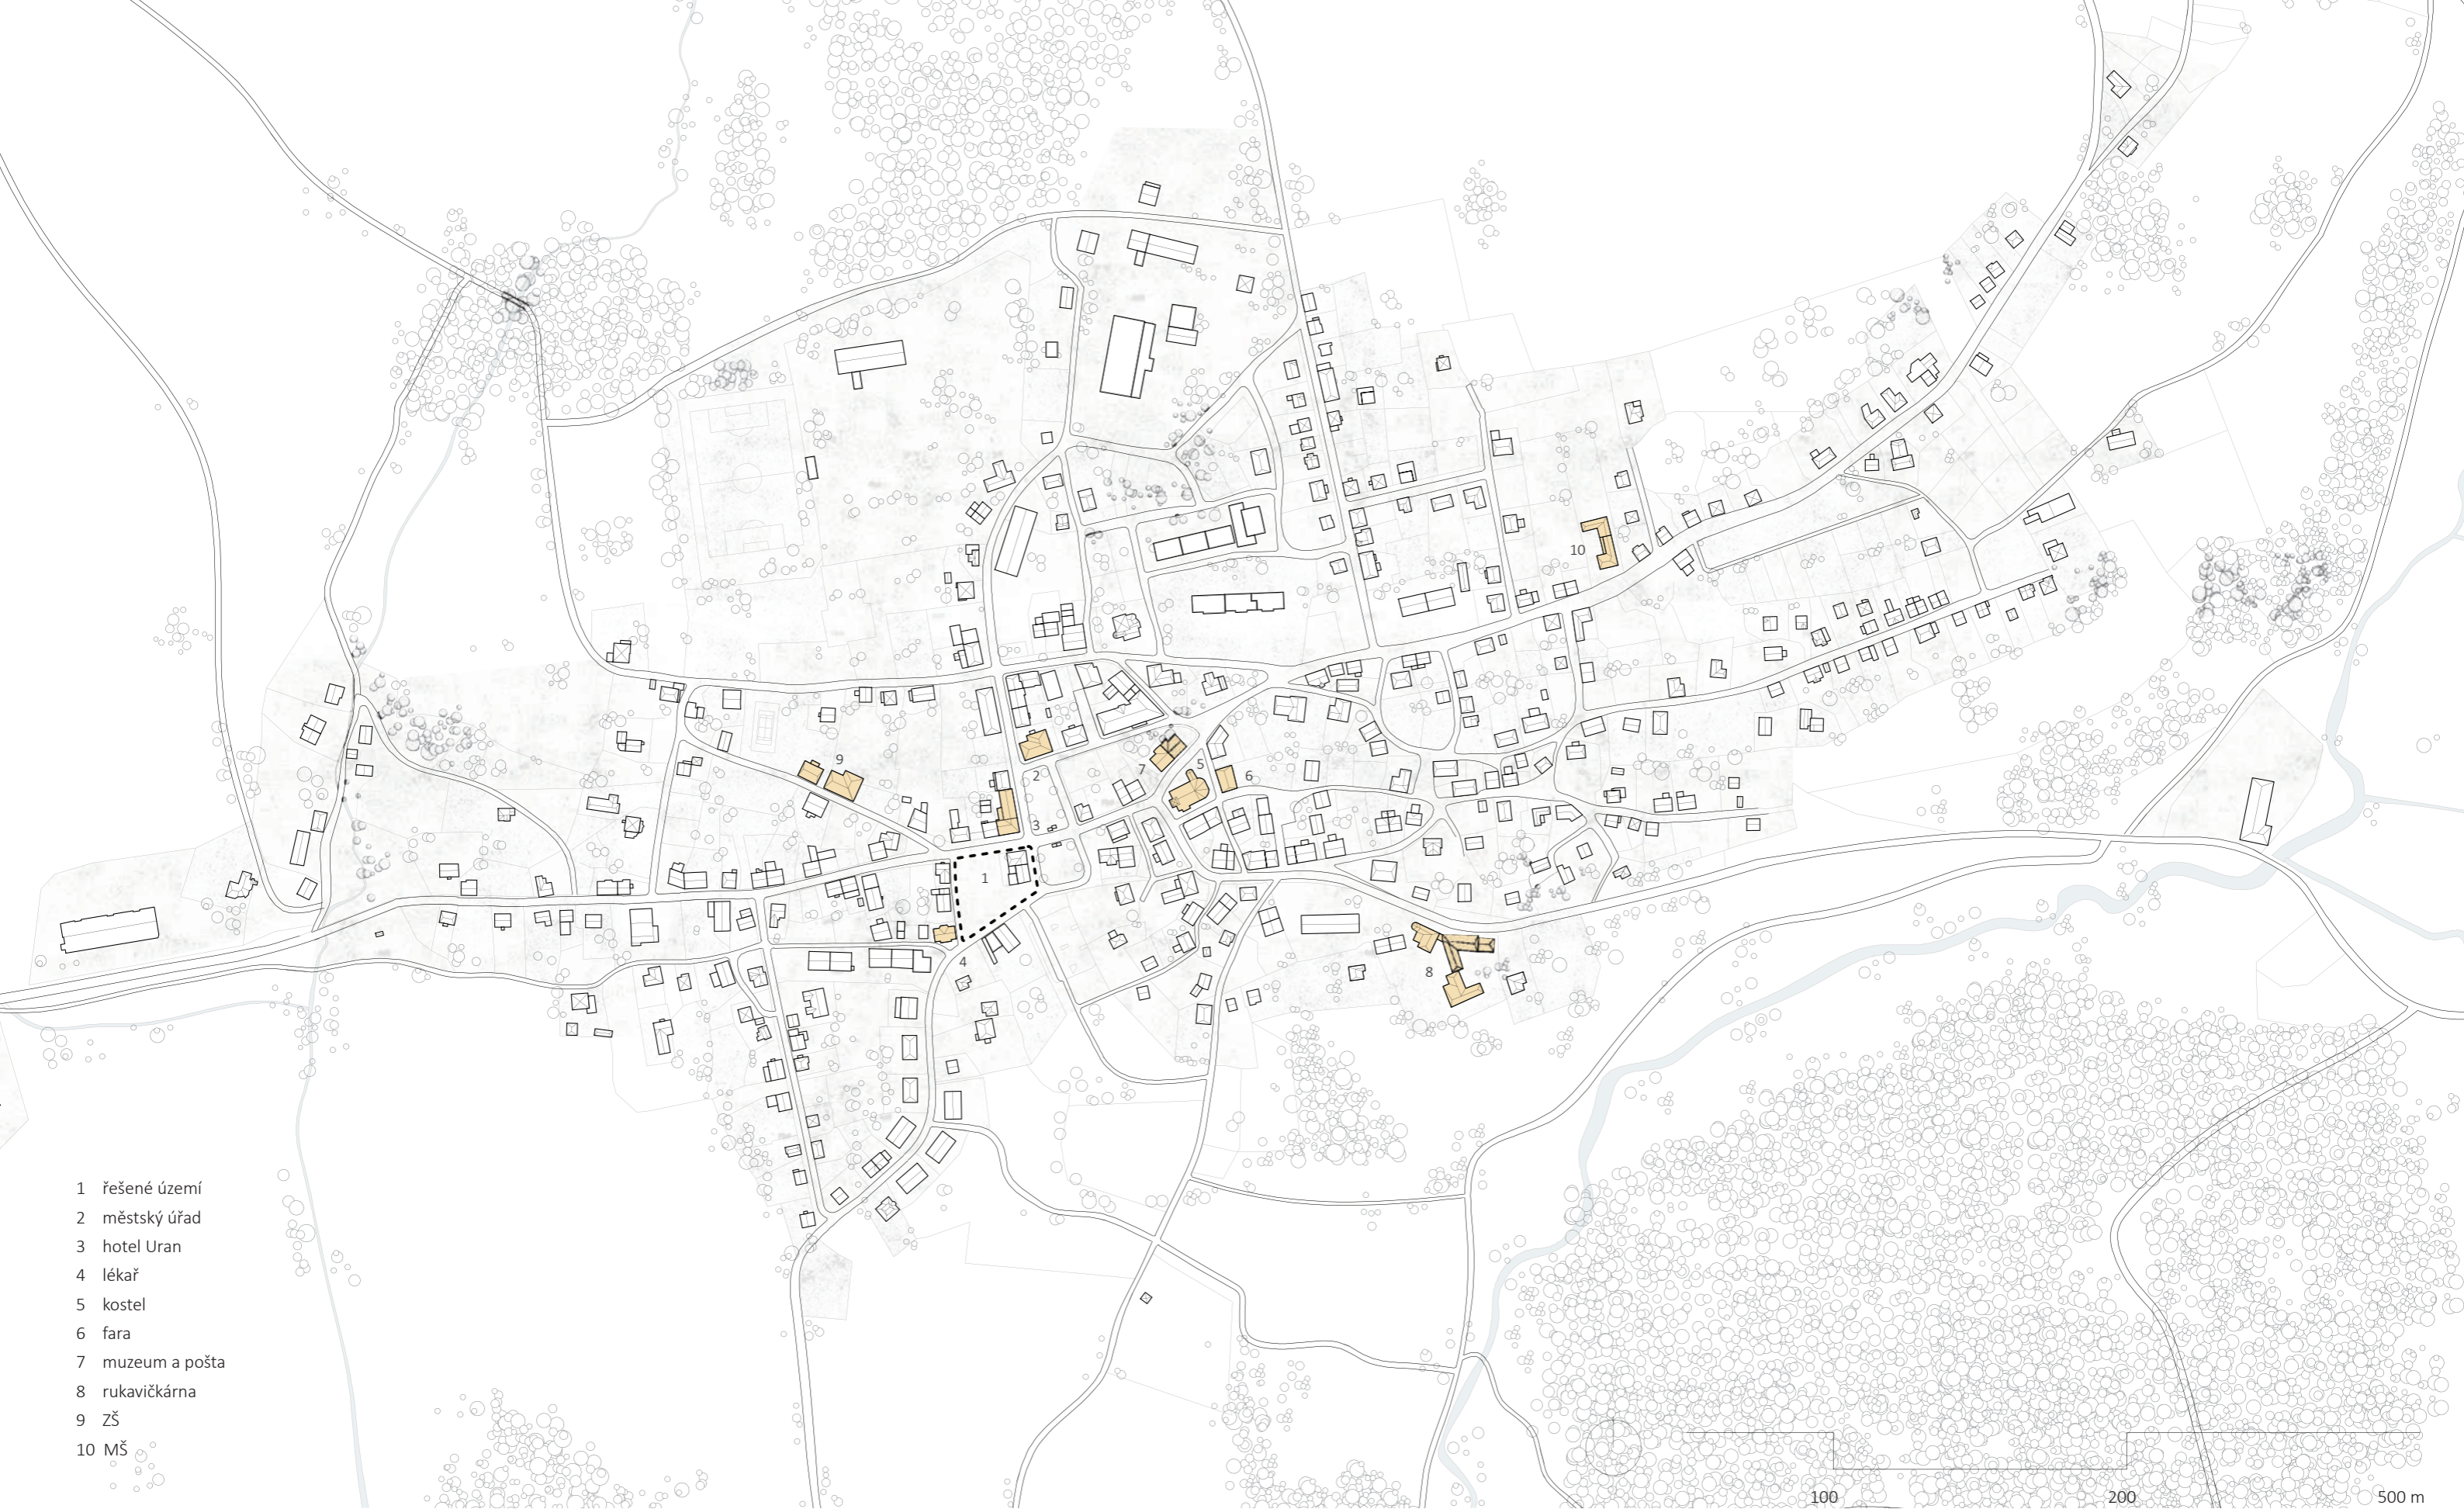 10
9
7
5
6
2
3
1
4
8
1 řešené území
2 městský úřad
3 hotel Uran
4 lékař
5 kostel
6 fara
7 muzeum a pošta
8 rukavičkárna
9 ZŠ
10 MŠ
100 200 500 m